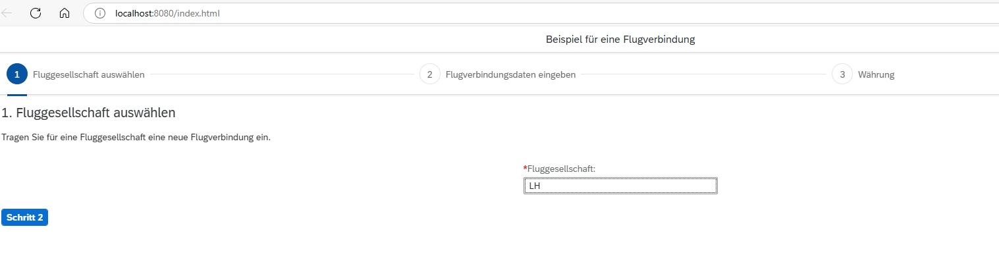 localhost:8080/index.html
Beispiel für eine Flugverbindung
1 Fluggesellschaft auswählen 2 Flugverbindungsdaten eingeben 3 Währung
1. Fluggesellschaft auswählen
Tragen Sie für eine Fluggesellschaft eine neue Flugverbindung ein.
*Fluggesellschaft:
LH
Schritt 2